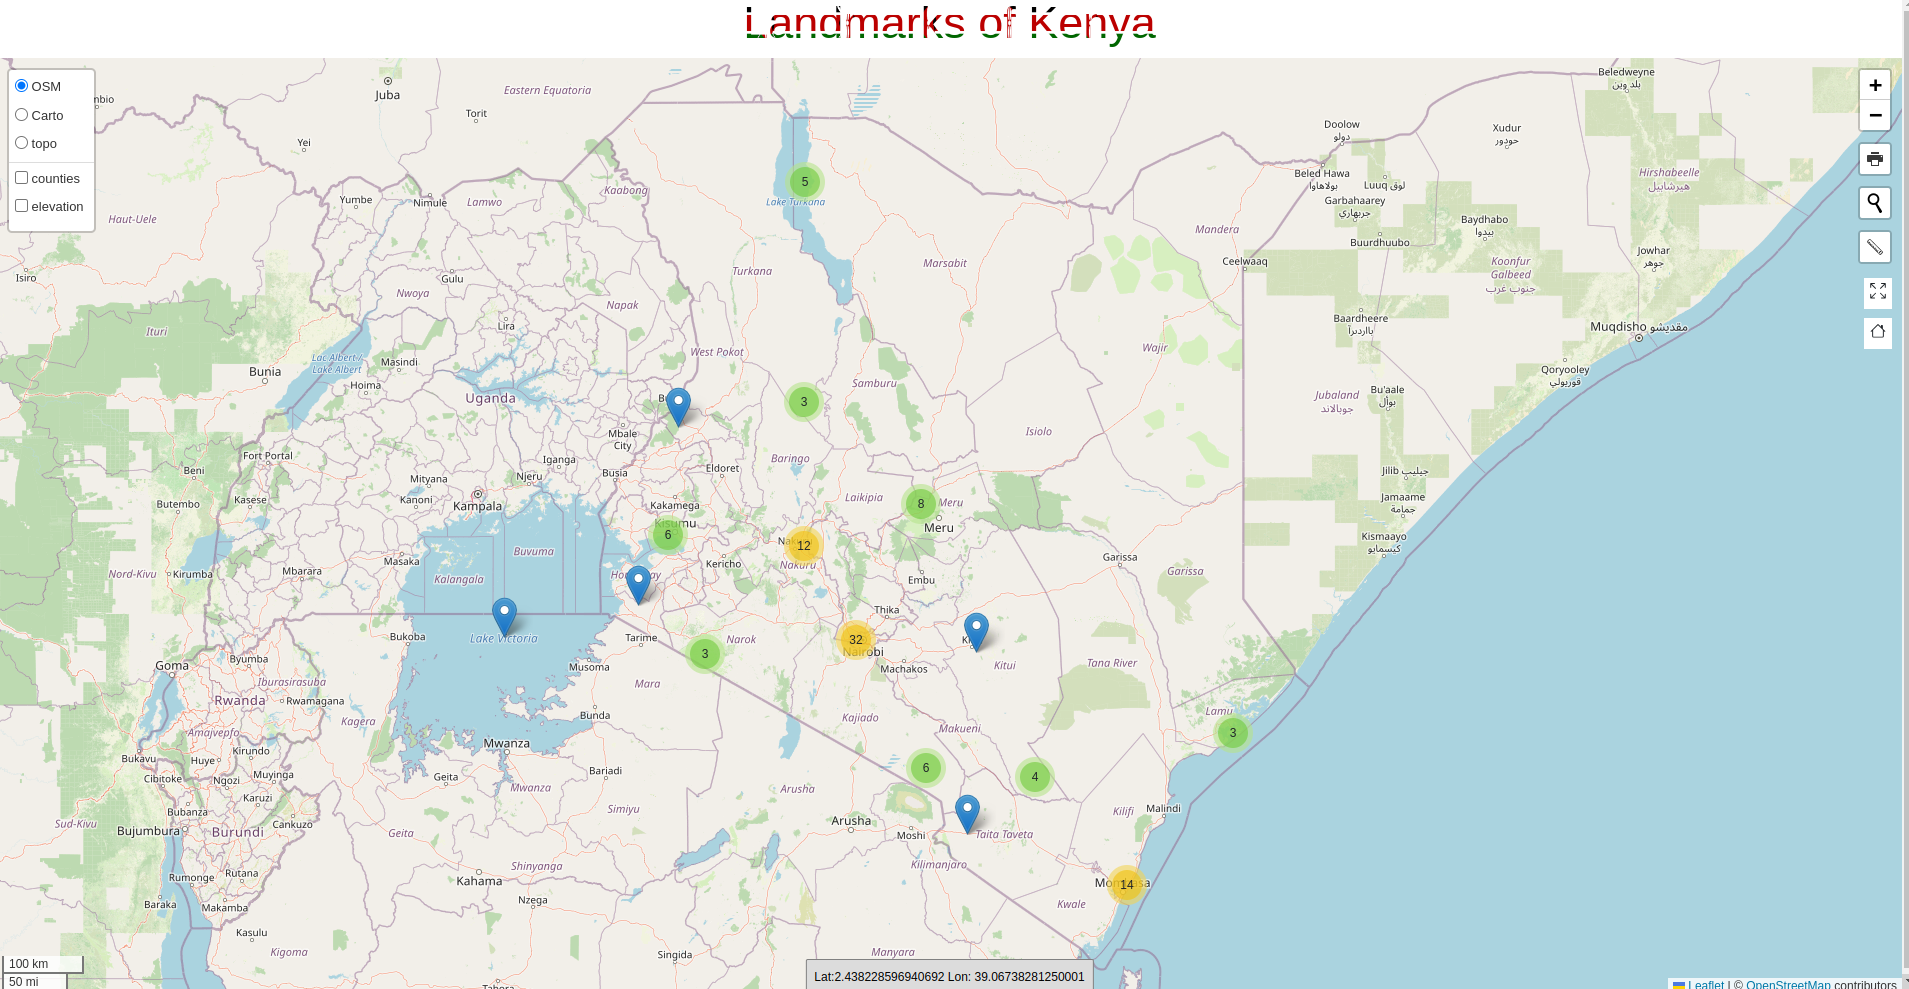 Landmarks of Kenya
OSM
Carto
topo
counties
elevation
+
−
Juba
Eastern Equatoria
Torit
Yei
Beledweyne
بلد وين
Doolow
دولو
Xudur
حودور
Beled Hawa
بولاهاوا
Luuq لوق
Hirshabeelle
هيرشابيل
Kaabong
5
Lake Turkana
Yumbe
Nimule
Lamwo
Haut-Uele
Garbahaarey
جربهاري
Baydhabo
بيدوا
Mandera
Buurdhuubo
Jowhar
جوهر
Isiro
Gulu
Turkana
Marsabit
Ceelwaaq
Koonfur
Galbeed
جنوب غرب
Nwoya
Napak
Ituri
Lira
Baardheere
بااردىرآ
Muqdisho مقديشو
Lac Albert /
Lake Albert
Masindi
West Pokot
Wajir
Bunia
Hoima
Samburu
Qoryooley
قوريولي
Uganda
3
Jubaland
جوبالاند
Bu'aale
بوأل
Mbale
City
Isiolo
Fort Portal
Iganga
Baringo
Beni
Mityana
Njeru
Busia
Eldoret
Jilib جيليب
Butembo
Kasese
Kanoni
Kampala
Kakamega
Laikipia
8
Meru
Jamaame
جمامة
Kisumu
6
Meru
Kismaayo
كيسمايو
Buvuma
12
Nakuru
Garissa
Masaka
Kericho
Nord-Kivu
Kirumba
Mbarara
Kalangala
Embu
Garissa
Thika
Bukoba
Lake Victoria
Tarime
Narok
32
Nairobi
3
Machakos
Kitui
Tana River
Goma
Byumba
Musoma
Iburasirasuba
Mara
Rwanda
Rwamagana
Bunda
Kajiado
Lamu
Kagera
Makueni
3
Amajyepfo
Kirundo
Mwanza
Bukavu
Huye
Cibitoke
Ngozi
Muyinga
Geita
Bariadi
6
4
Karuzi
Mwanza
Arusha
Bubanza
Simiyu
Kilifi
Malindi
Sud-Kivu
Bujumbura
Burundi
Cankuzo
Geita
Arusha
Moshi
Taita Taveta
Rumonge
Rutana
Shinyanga
Kilimanjaro
Kahama
14
Baraka
Makamba
Nzega
Kwale
Kasulu
Kigoma
Singida
Manyara
100 km
50 mi
Lat:2.438228596940692 Lon: 39.06738281250001
Leaflet | © OpenStreetMap contributors